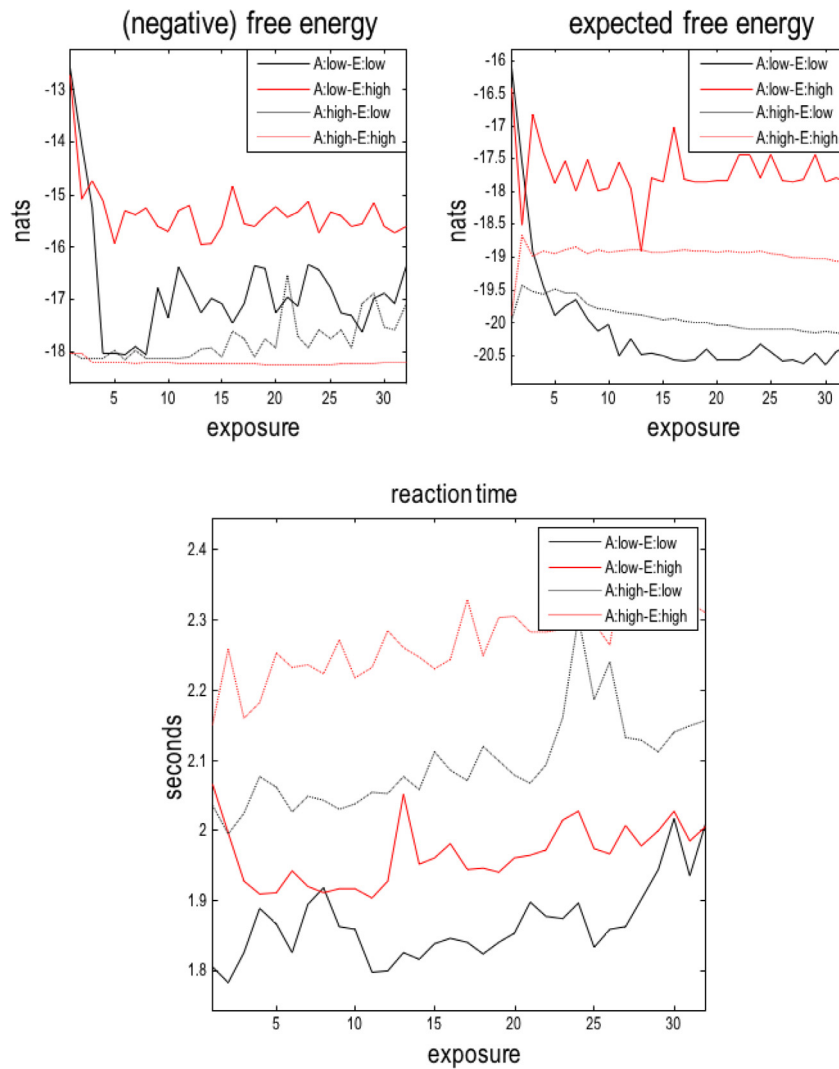 (negative) free energy
-13
-14
-15
-16
-17
-18
nats
5 10 15 20 25 30
exposure
A:low-E:low
A:low-E:high
A:high-E:low
A:high-E:high
expected free energy
-16
-16.5
-17
-17.5
-18
-18.5
-19
-19.5
-20
-20.5
nats
5 10 15 20 25 30
exposure
A:low-E:low
A:low-E:high
A:high-E:low
A:high-E:high
reaction time
2.4
2.3
2.2
2.1
2
1.9
1.8
seconds
5 10 15 20 25 30
exposure
A:low-E:low
A:low-E:high
A:high-E:low
A:high-E:high